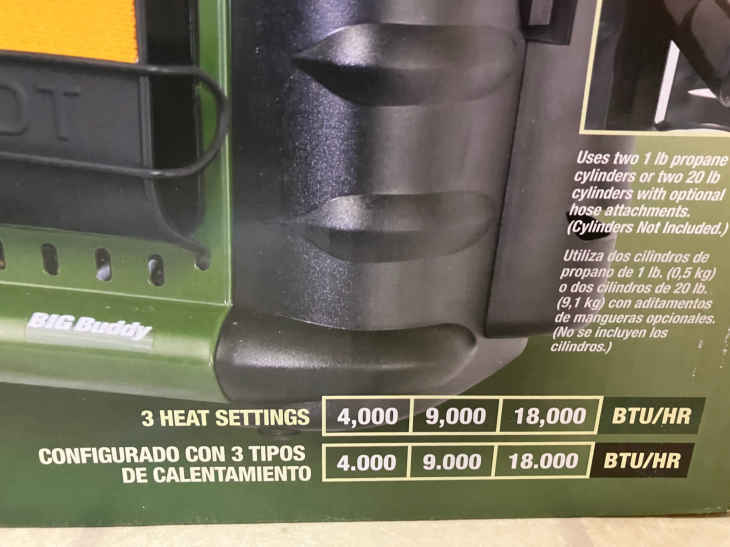 OT
Uses two 1 lb propane
cylinders or two 20 lb
cylinders with optional
hose attachments.
(Cylinders Not Included.)
Utiliza dos cilindros de
propano de 1 lb. (0,5 kg)
o dos cilindros de 20 lb.
(9,1 kg) con aditamentos
de mangueras opcionales.
(No se incluyen los
cilindros.)
BIG Buddy
3 HEAT SETTINGS 4,000 9,000 18,000 BTU/HR
CONFIGURADO CON 3 TIPOS
DE CALENTAMIENTO 4.000 9.000 18.000 BTU/HR